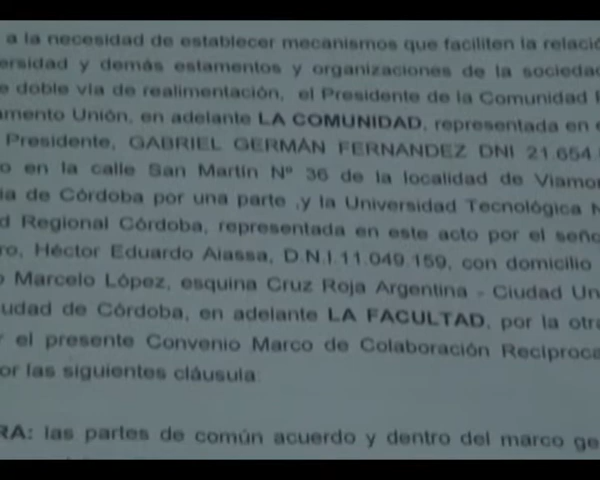 a la necesidad de establecer mecanismos que faciliten la relació
ersidad y demás estamentos y organizaciones de la sociedad
e doble vía de realimentación, el Presidente de la Comunidad
amento Unión, en adelante LA COMUNIDAD, representada en e
Presidente, GABRIEL GERMÁN FERNANDEZ DNI 21.654.
o en la calle San Martín Nº 36 de la localidad de Viamo
ia de Córdoba por una parte ,y la Universidad Tecnológica N
d Regional Córdoba, representada en este acto por el seño
ro, Héctor Eduardo Aiassa, D.N.I.11.049.159, con domicilio
o Marcelo López, esquina Cruz Roja Argentina - Ciudad Un
udad de Córdoba, en adelante LA FACULTAD, por la otra
r el presente Convenio Marco de Colaboración Reciproca
or las siguientes cláusula:
RA: las partes de común acuerdo y dentro del marco ge